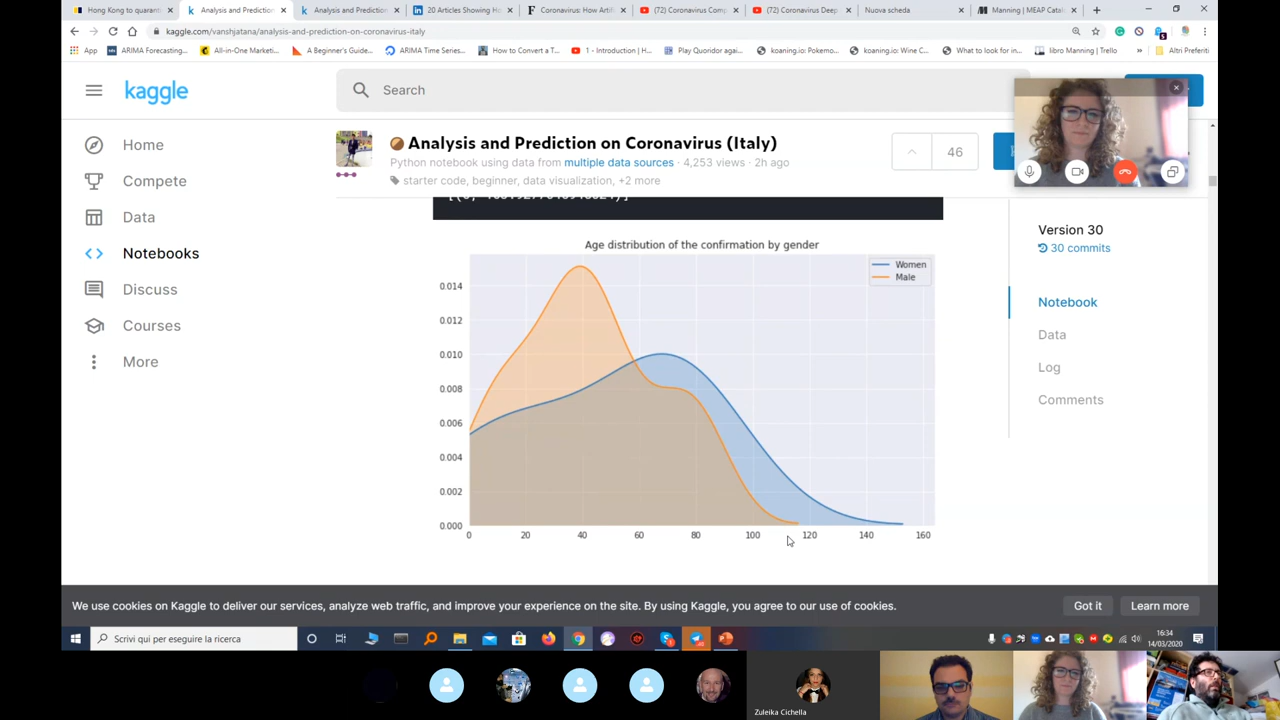 Hong Kong to quarant
Analysis and Prediction
Analysis and Prediction
20 Articles Showing Ho
Coronavirus: How Artif
(72) Coronavirus Comp
(72) Coronavirus Deep
Nuova scheda
Manning | MEAP Catal
kaggle.com/vanshjatana/analysis-and-prediction-on-coronavirus-italy
App
ARIMA Forecasting...
All-in-One Marketi...
A Beginner's Guide...
ARIMA Time Series...
How to Convert a T...
1 - Introduction | H...
Play Quoridor agai...
koaning.io: Pokemo...
koaning.io: Wine C...
What to look for in...
libro Manning | Trello
»
Altri Preferiti
kaggle
Search
Home
Compete
Data
Notebooks
Discuss
Courses
More
Analysis and Prediction on Coronavirus (Italy)
Python notebook using data from multiple data sources · 4,253 views · 2h ago
starter code, beginner, data visualization, +2 more
46
Version 30
30 commits
Notebook
Data
Log
Comments
Age distribution of the confirmation by gender
Women
Male
0.014
0.012
0.010
0.008
0.006
0.004
0.002
0.000
0 20 40 60 80 100 120 140 160
We use cookies on Kaggle to deliver our services, analyze web traffic, and improve your experience on the site. By using Kaggle, you agree to our use of cookies.
Got it
Learn more
Scrivi qui per eseguire la ricerca
16:34
14/03/2020
Zuleika Cichella